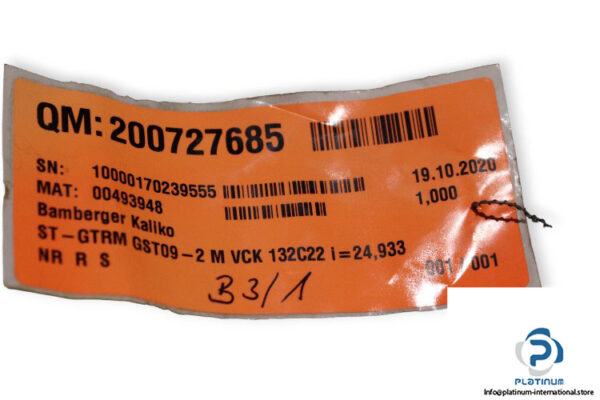 QM: 200727685
SN: 10000170239555 19.10.2020
MAT: 00493948 1,000
Bamberger Kaliko
ST-GTRM GST09-2 M VCK 132C22 i=24,933
NR R S 001 / 001
B3/1
PLATINUM
Info@platinum-international.store